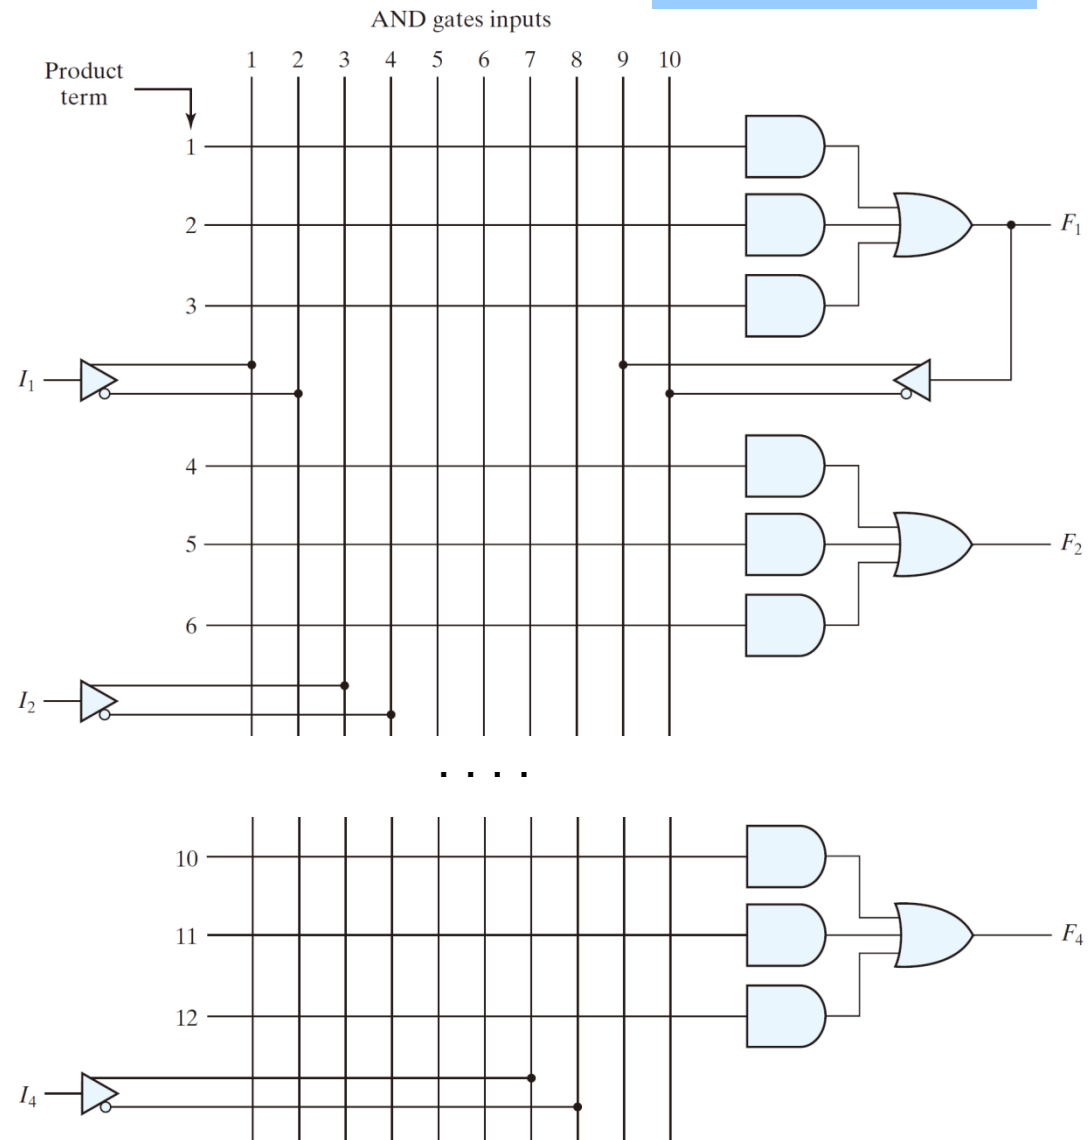 AND gates inputs
1 2 3 4 5 6 7 8 9 10
Product
term
1
2
F₁
3
I₁
4
5
F₂
6
I₂
. . . .
10
11
F₄
12
I₄